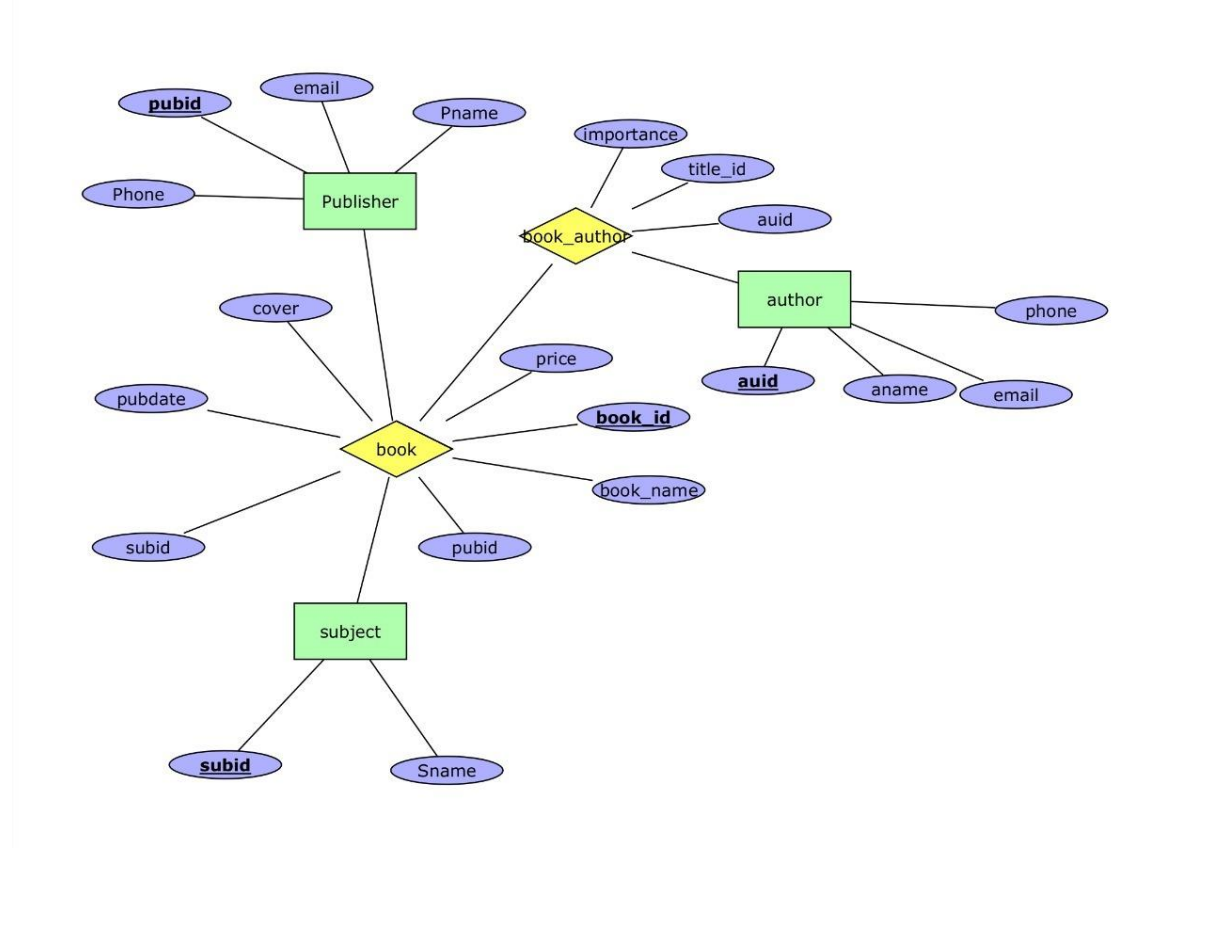 email
pubid
Pname
importance
title_id
Phone
Publisher
auid
book_author
author
cover
phone
price
auid
aname
email
pubdate
book_id
book
book_name
subid
pubid
subject
subid
Sname